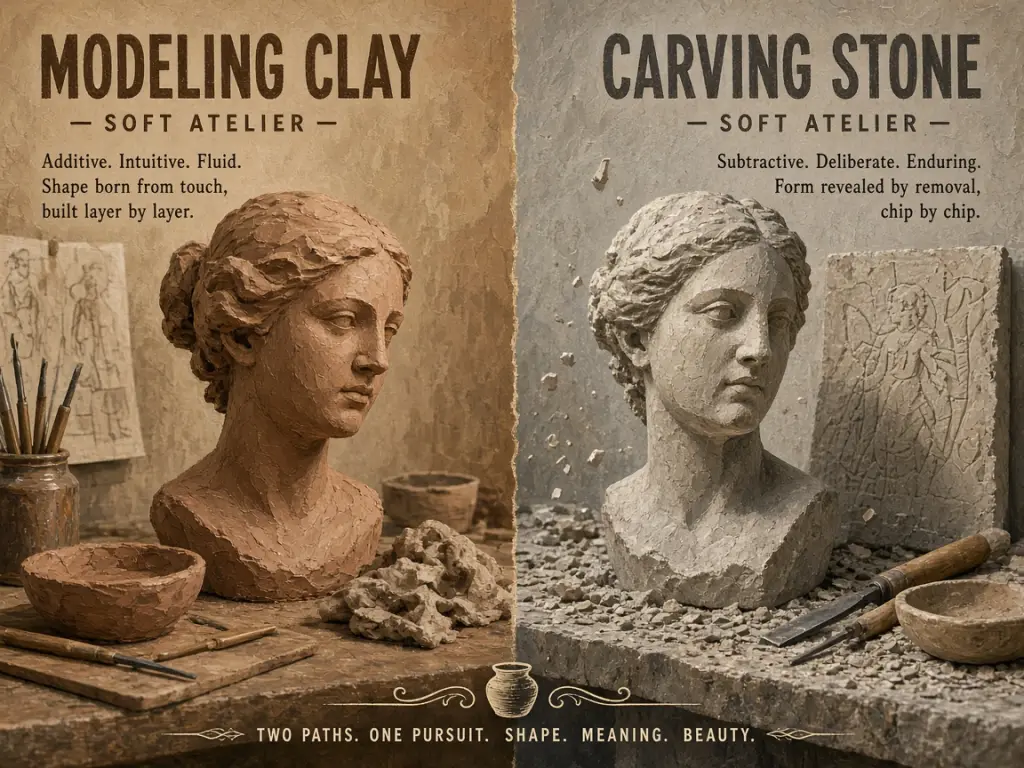 MODELING CLAY
— SOFT ATELIER —
Additive. Intuitive. Fluid.
Shape born from touch,
built layer by layer.
CARVING STONE
— SOFT ATELIER —
Subtractive. Deliberate. Enduring.
Form revealed by removal,
chip by chip.
TWO PATHS. ONE PURSUIT. SHAPE. MEANING. BEAUTY.